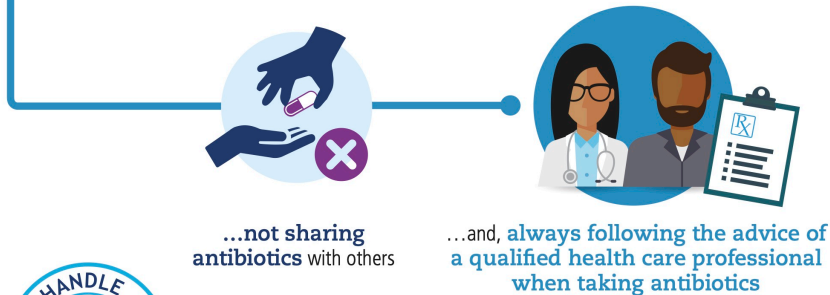 Rx
...not sharing
antibiotics with others
...and, always following the advice of
a qualified health care professional
when taking antibiotics
HANDLE